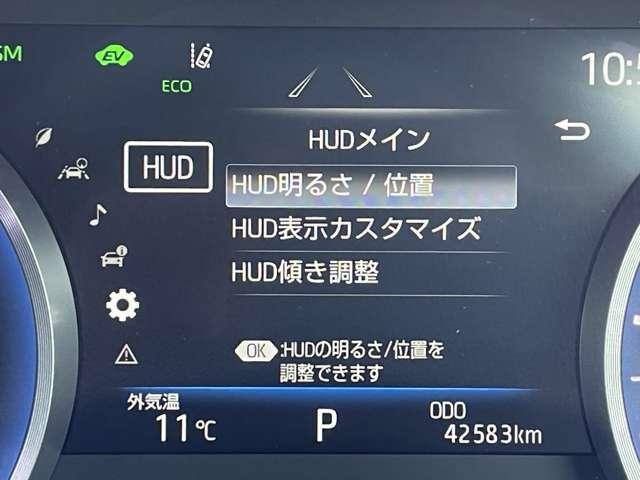 EV
ECO
HUDメイン
HUD
HUD明るさ / 位置
HUD表示カスタマイズ
HUD傾き調整
OK :HUDの明るさ/位置を
調整できます
外気温
11℃
P
ODO
42583km